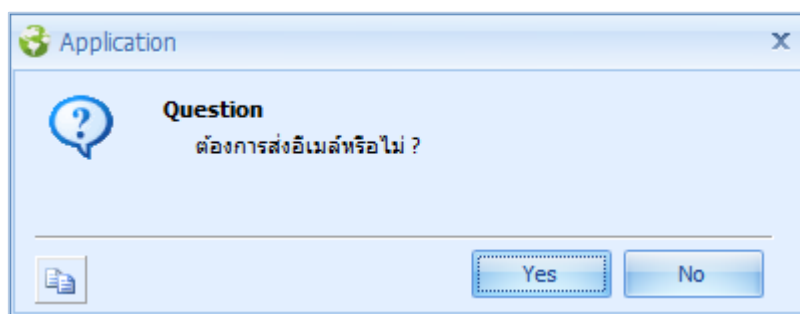 Application
Question
ต้องการส่งอีเมล์หรือไม่ ?
Yes
No